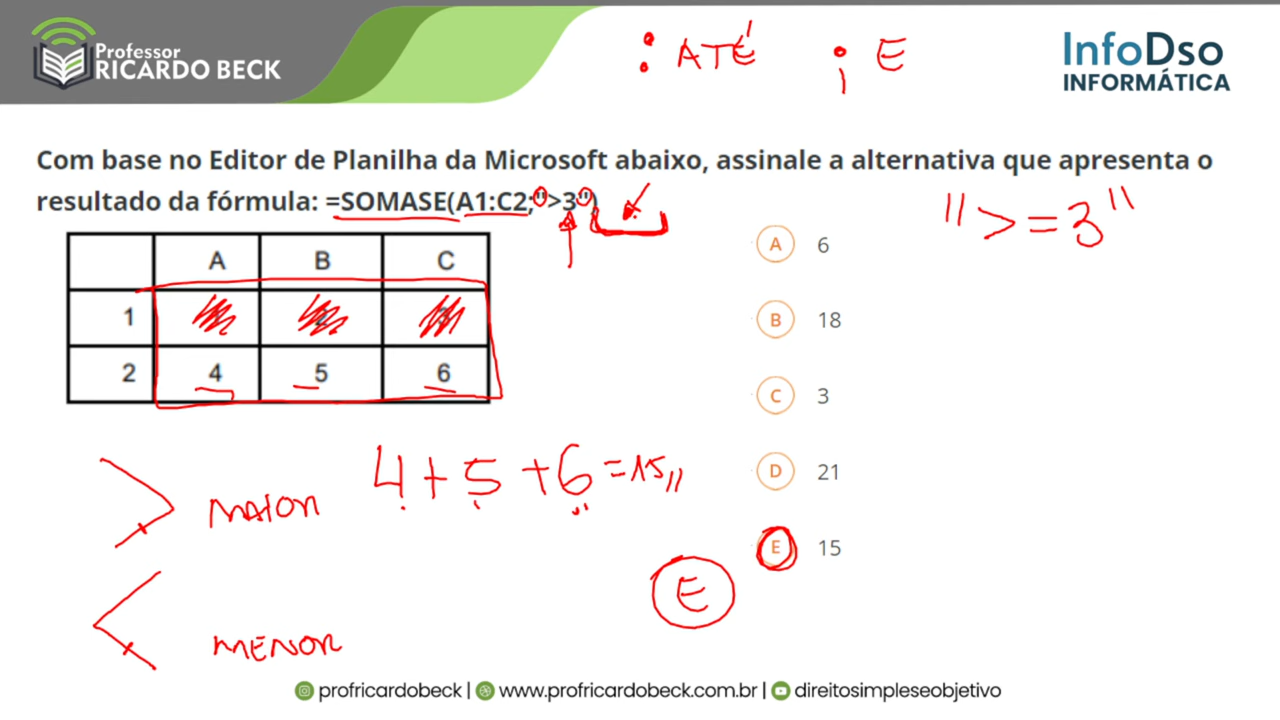 Professor
RICARDO BECK
: ATÉ ; E
InfoDso
INFORMÁTICA
Com base no Editor de Planilha da Microsoft abaixo, assinale a alternativa que apresenta o
resultado da fórmula: =SOMASE(A1:C2;">3")
">=3"
A B C
1
2 4 5 6
A 6
B 18
C 3
D 21
E 15
MAIOR 4+5+6=15//
E
MENOR
profricardobeck | www.profricardobeck.com.br | direitosimpleseobjetivo